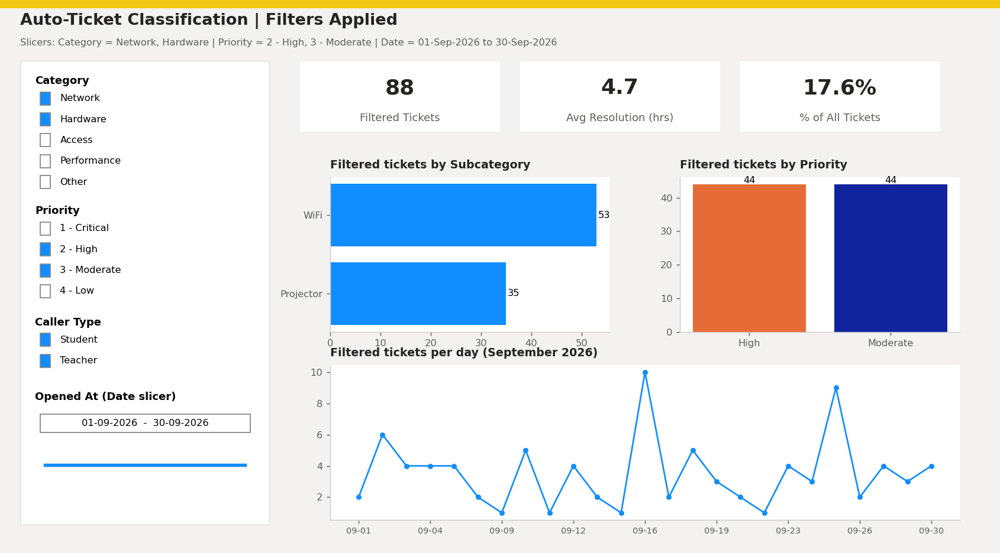 Auto-Ticket Classification | Filters Applied
Slicers: Category = Network, Hardware | Priority = 2 - High, 3 - Moderate | Date = 01-Sep-2026 to 30-Sep-2026
Category
Network
Hardware
Access
Performance
Other
Priority
1 - Critical
2 - High
3 - Moderate
4 - Low
Caller Type
Student
Teacher
Opened At (Date slicer)
01-09-2026 - 30-09-2026
88
Filtered Tickets
4.7
Avg Resolution (hrs)
17.6%
% of All Tickets
Filtered tickets by Subcategory
WiFi
53
Projector
35
0 10 20 30 40 50
Filtered tickets by Priority
44 44
40
30
20
10
0
High Moderate
Filtered tickets per day (September 2026)
10
8
6
4
2
09-01 09-04 09-09 09-12 09-16 09-19 09-23 09-26 09-30